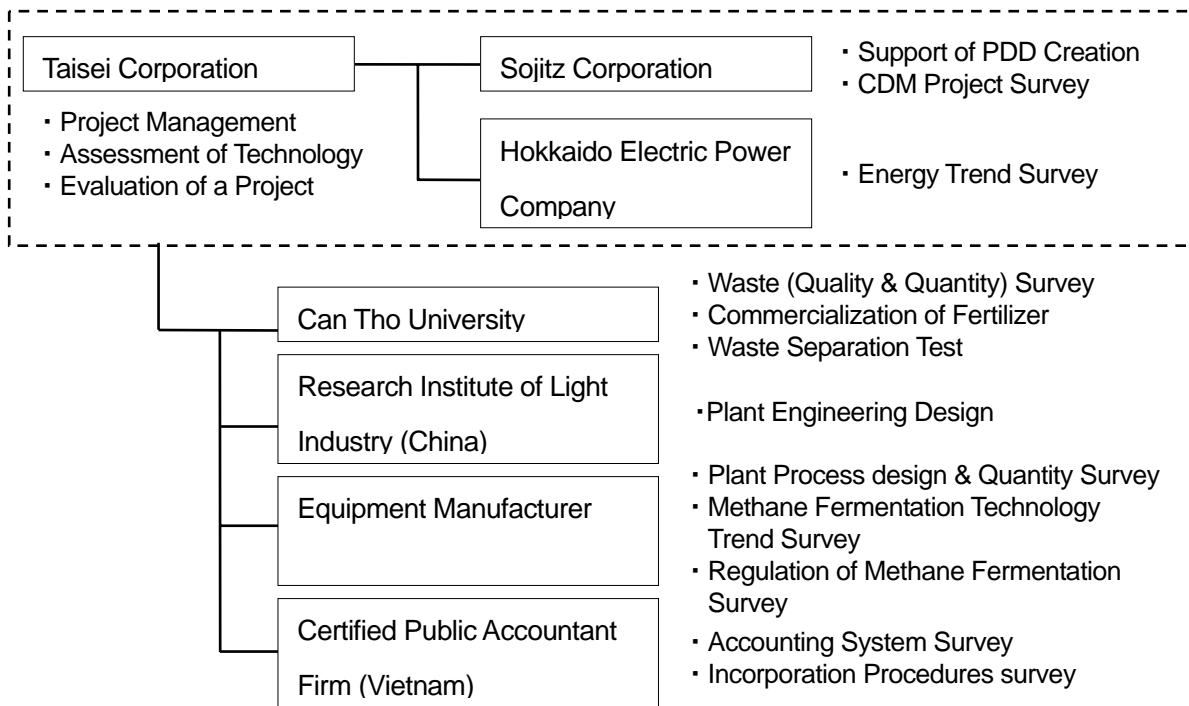 Taisei Corporation
・Project Management
・Assessment of Technology
・Evaluation of a Project
Sojitz Corporation
・Support of PDD Creation
・CDM Project Survey
Hokkaido Electric Power
Company
・Energy Trend Survey
Can Tho University
・Waste (Quality & Quantity) Survey
・Commercialization of Fertilizer
・Waste Separation Test
Research Institute of Light
Industry (China)
・Plant Engineering Design
Equipment Manufacturer
・Plant Process design & Quantity Survey
・Methane Fermentation Technology
Trend Survey
・Regulation of Methane Fermentation
Survey
Certified Public Accountant
Firm (Vietnam)
・Accounting System Survey
・Incorporation Procedures survey